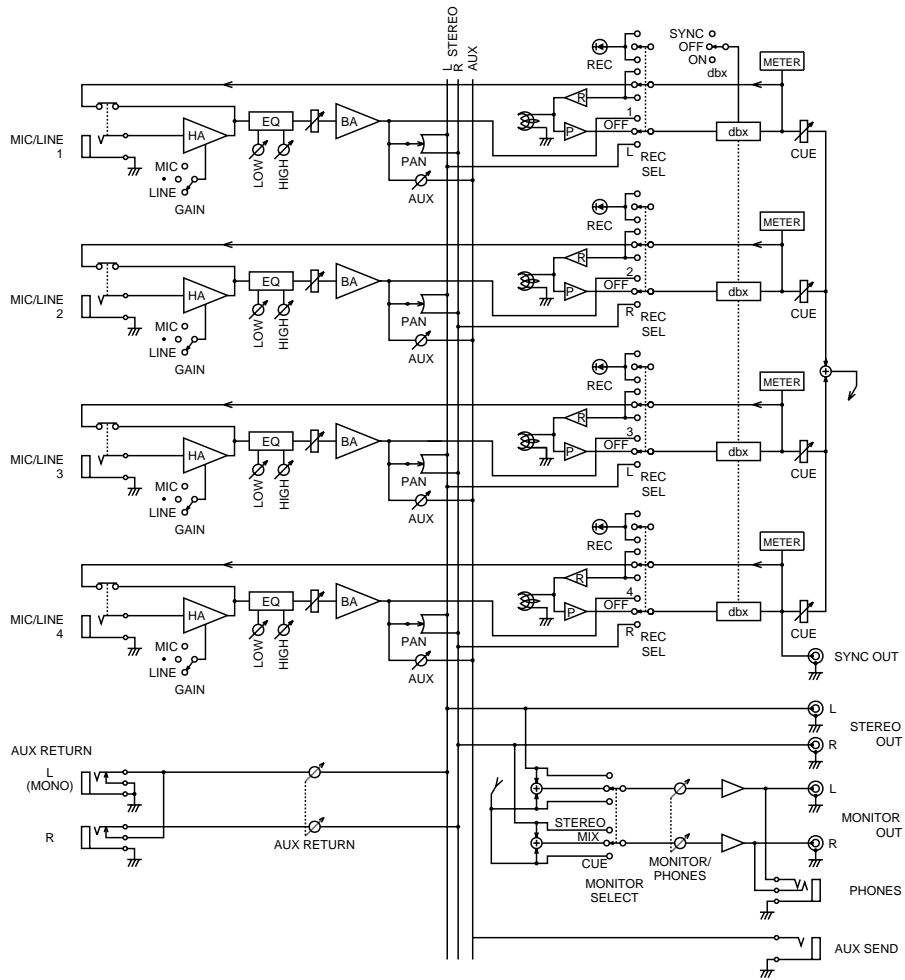 L STEREO
R
AUX
SYNC
OFF
ON
dbx
REC
METER
R
MIC/LINE
1
HA
EQ
BA
P
1
OFF
L
dbx
CUE
LOW
HIGH
PAN
REC
SEL
MIC
LINE
GAIN
AUX
REC
METER
R
MIC/LINE
2
HA
EQ
BA
P
2
OFF
R
dbx
CUE
LOW
HIGH
PAN
REC
SEL
MIC
LINE
GAIN
AUX
REC
METER
R
MIC/LINE
3
HA
EQ
BA
P
3
OFF
L
dbx
CUE
LOW
HIGH
PAN
REC
SEL
MIC
LINE
GAIN
AUX
REC
METER
R
MIC/LINE
4
HA
EQ
BA
P
4
OFF
R
dbx
CUE
LOW
HIGH
PAN
REC
SEL
MIC
LINE
GAIN
AUX
SYNC OUT
L
STEREO
OUT
R
AUX RETURN
L
(MONO)
R
AUX RETURN
STEREO
MIX
CUE
MONITOR
SELECT
MONITOR/
PHONES
L
MONITOR
OUT
R
PHONES
AUX SEND